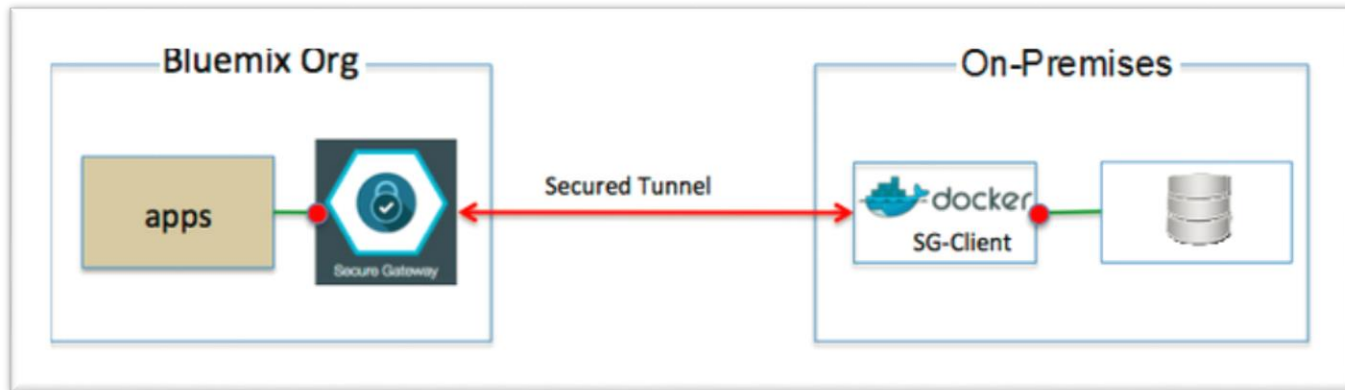 Bluemix Org
On-Premises
apps
Secure Gateway
Secured Tunnel
docker
SG-Client